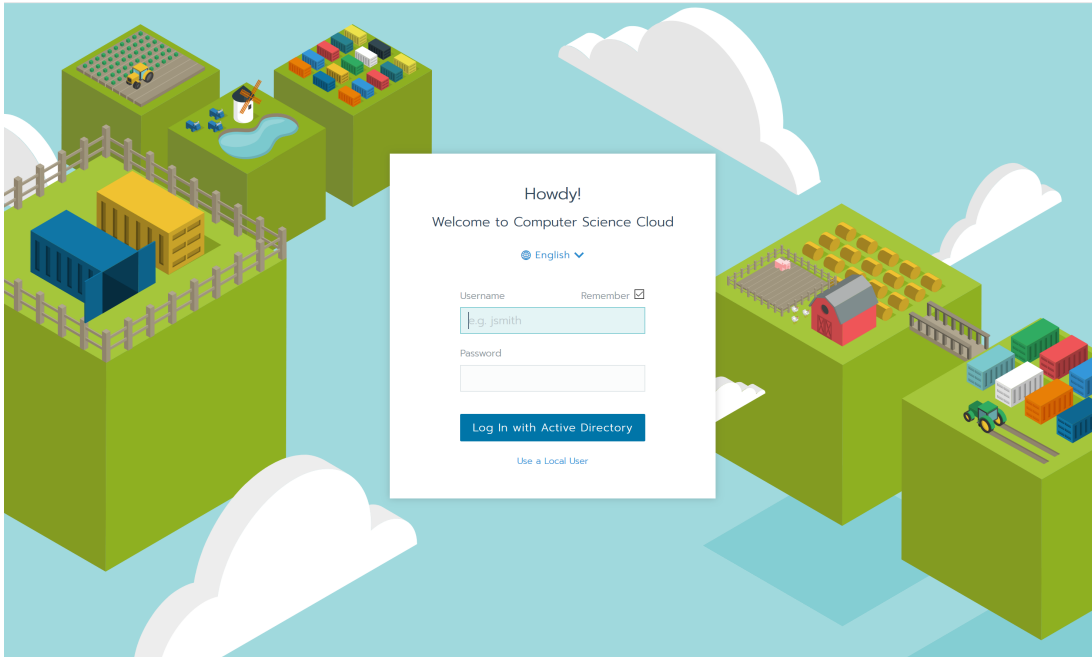 Howdy!
Welcome to Computer Science Cloud
English
Username Remember
e.g. jsmith
Password
Log In with Active Directory
Use a Local User